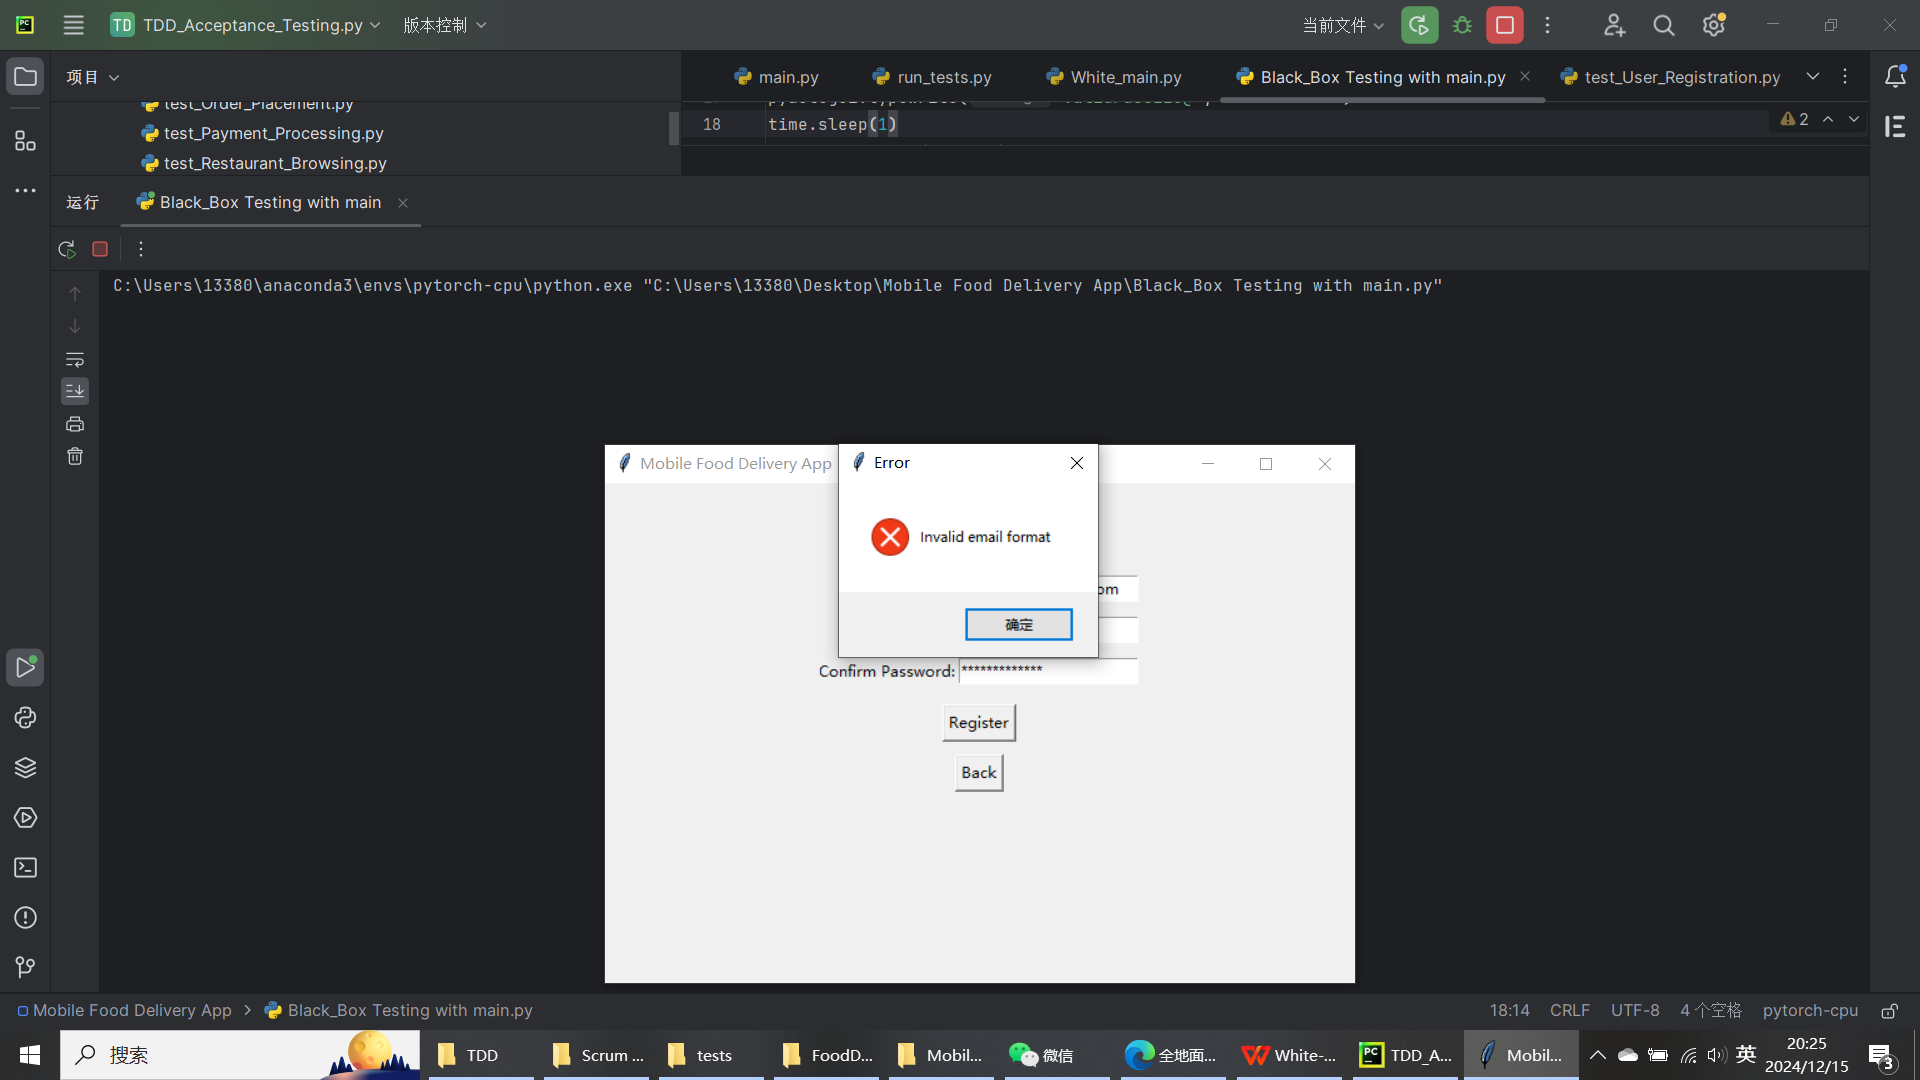 TD TDD_Acceptance_Testing.py 版本控制 当前文件
项目
main.py run_tests.py White_main.py Black_Box Testing with main.py test_User_Registration.py
test_Order_Placement.py
test_Payment_Processing.py
test_Restaurant_Browsing.py
18 time.sleep(1)
2
运行 Black_Box Testing with main
C:\Users\13380\anaconda3\envs\pytorch-cpu\python.exe "C:\Users\13380\Desktop\Mobile Food Delivery App\Black_Box Testing with main.py"
Mobile Food Delivery App
Error
Invalid email format
om
确定
Confirm Password: *************
Register
Back
Mobile Food Delivery App > Black_Box Testing with main.py
18:14 CRLF UTF-8 4 个空格 pytorch-cpu
搜索 TDD Scrum ... tests FoodD... Mobil... 微信 全地面... White-... TDD_A... Mobil... 英 20:25
2024/12/15 3